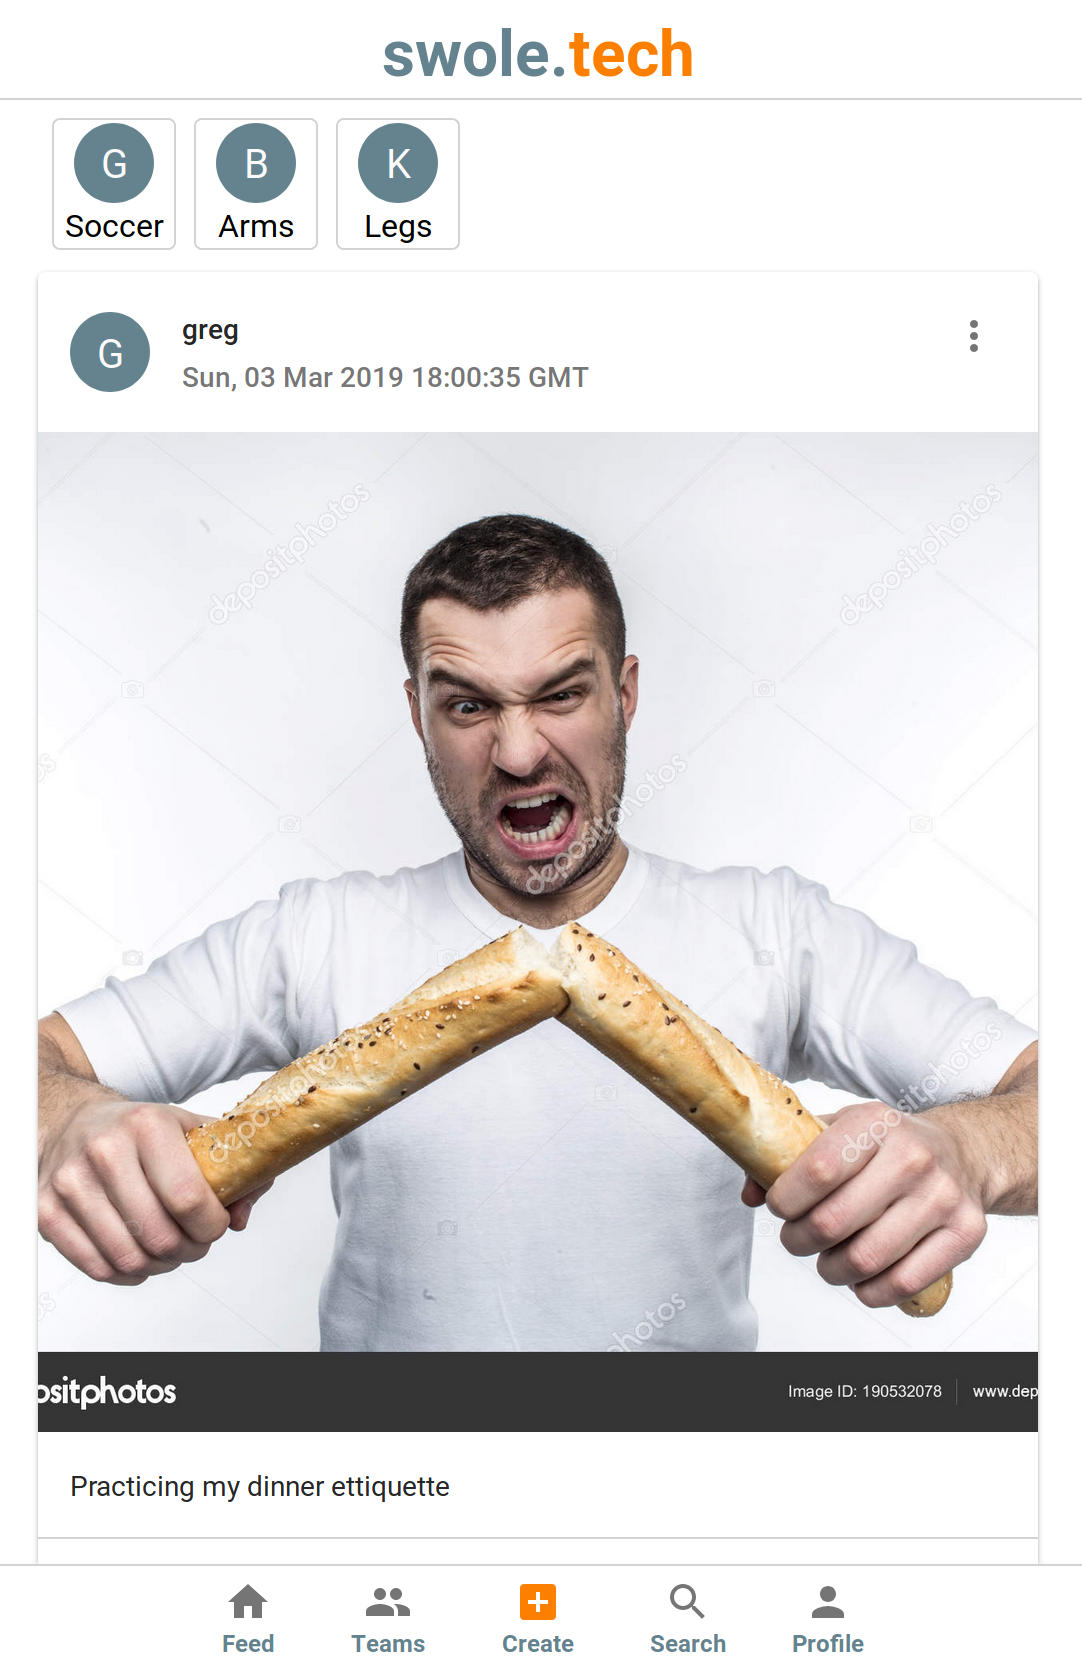 swole.tech
G B K
Soccer Arms Legs
G
greg
Sun, 03 Mar 2019 18:00:35 GMT
depositphotos
depositphotos
depositphotos
depositphotos
depositphotos
ositphotos
Image ID: 190532078 www.dep
Practicing my dinner ettiquette
Feed Teams Create Search Profile